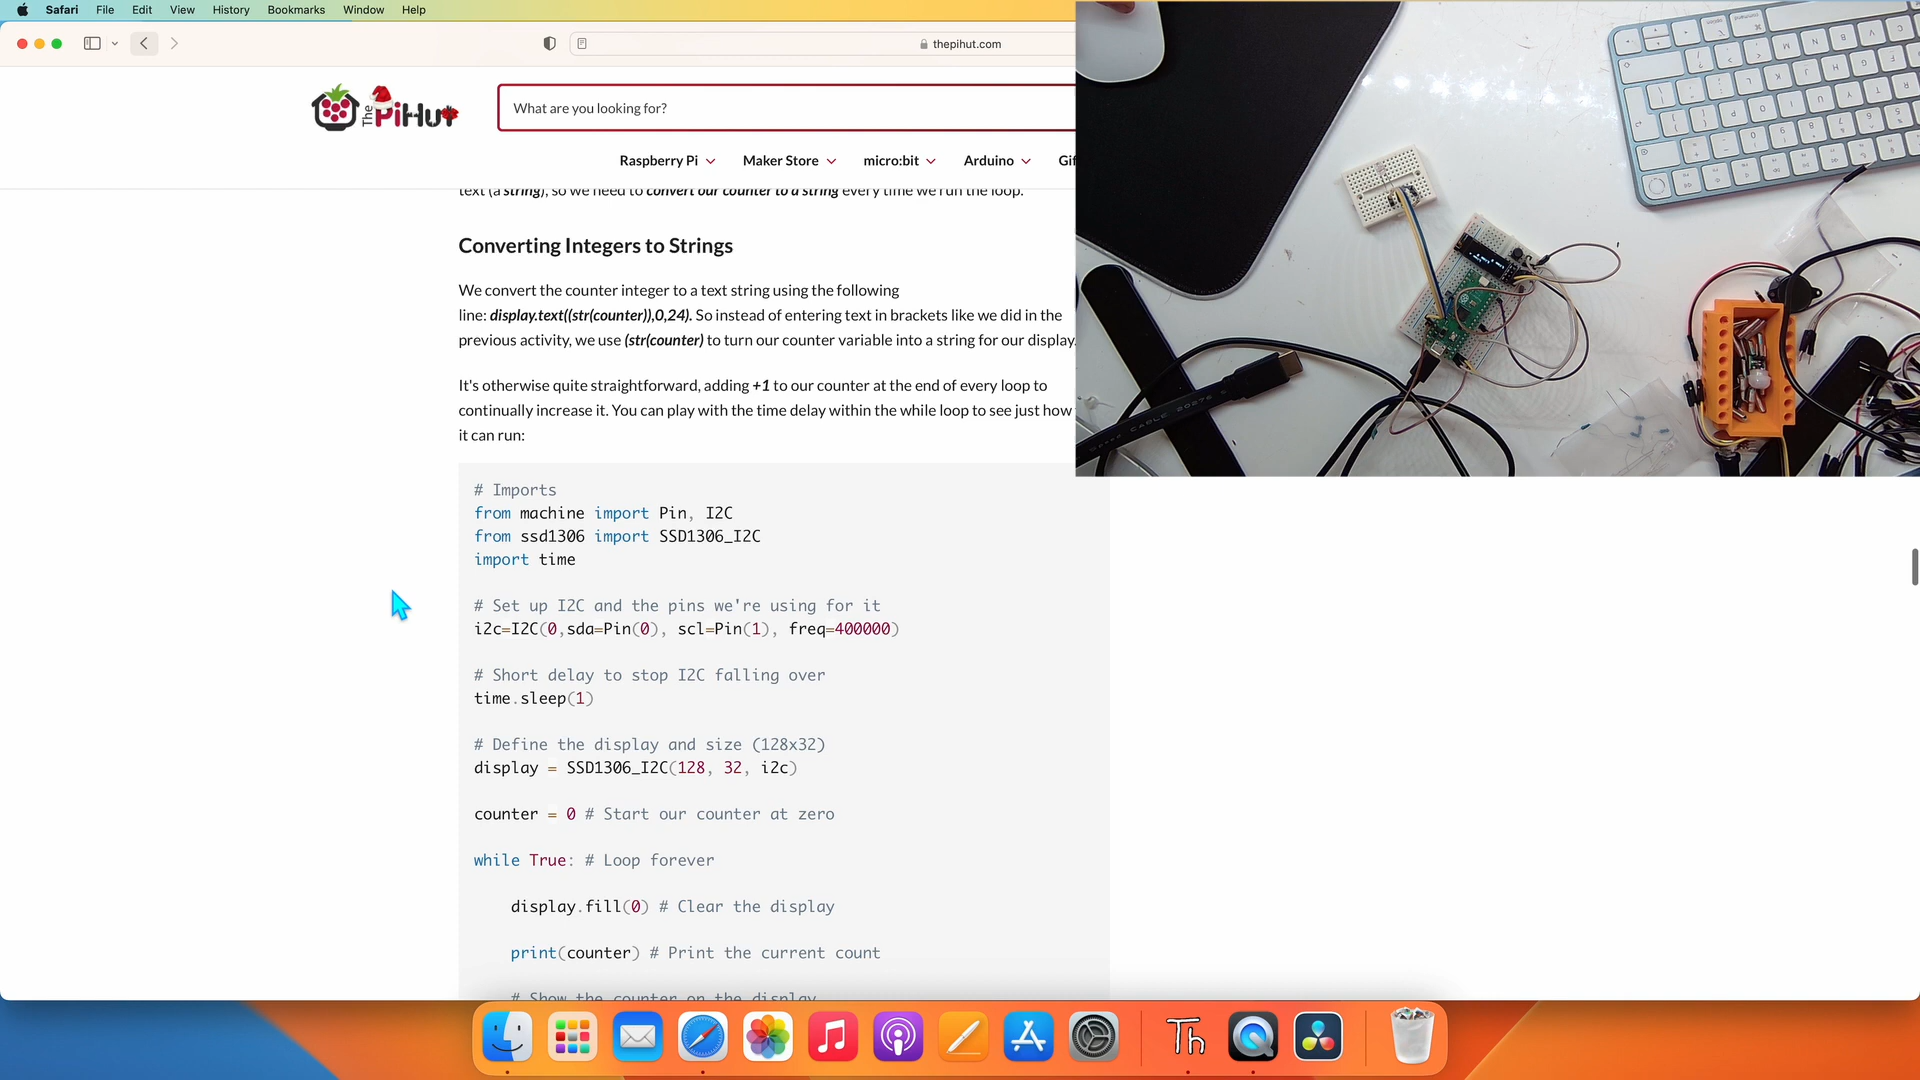 Safari File Edit View History Bookmarks Window Help
thepihut.com
The PiHut
What are you looking for?
Raspberry Pi Maker Store micro:bit Arduino Gif
text (a string), so we need to convert our counter to a string every time we run the loop.
Converting Integers to Strings
We convert the counter integer to a text string using the following
line: display.text((str(counter)),0,24). So instead of entering text in brackets like we did in the
previous activity, we use (str(counter) to turn our counter variable into a string for our display.
It's otherwise quite straightforward, adding +1 to our counter at the end of every loop to
continually increase it. You can play with the time delay within the while loop to see just how
it can run:
# Imports
from machine import Pin, I2C
from ssd1306 import SSD1306_I2C
import time
# Set up I2C and the pins we're using for it
i2c=I2C(0,sda=Pin(0), scl=Pin(1), freq=400000)
# Short delay to stop I2C falling over
time.sleep(1)
# Define the display and size (128x32)
display = SSD1306_I2C(128, 32, i2c)
counter = 0 # Start our counter at zero
while True: # Loop forever
display.fill(0) # Clear the display
print(counter) # Print the current count
# Show the counter on the display
Th